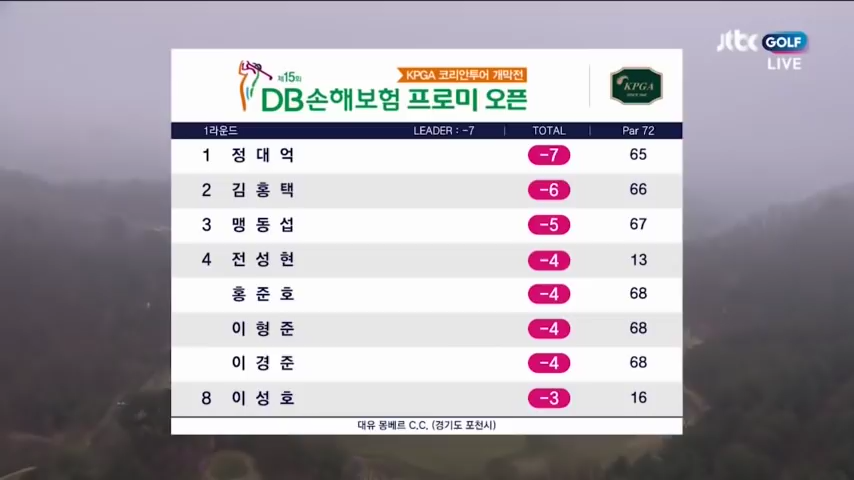 jtbc GOLF
LIVE
KPGA 코리안투어 개막전
제15회
DB손해보험 프로미 오픈
KPGA
1라운드 LEADER : -7 TOTAL Par 72
1 정대억 -7 65
2 김홍택 -6 66
3 맹동섭 -5 67
4 전성현 -4 13
홍준호 -4 68
이형준 -4 68
이경준 -4 68
8 이성호 -3 16
대유 몽베르 C.C. (경기도 포천시)